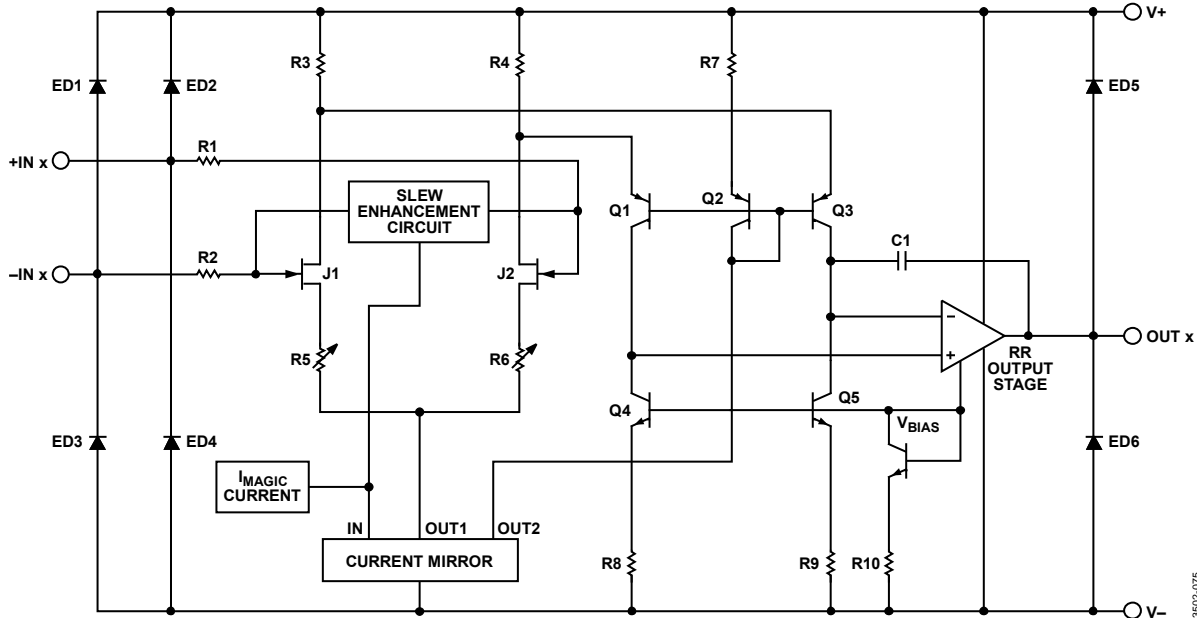 V+
R3
R4
R7
ED1
ED2
ED5
+IN x
R1
SLEW
ENHANCEMENT
CIRCUIT
Q1
Q2
Q3
C1
–IN x
R2
J1
J2
–
+
OUT x
RR
OUTPUT
STAGE
R5
R6
Q4
Q5
VBIAS
ED3
ED4
ED6
IMAGIC
CURRENT
IN
OUT1
OUT2
CURRENT MIRROR
R8
R9
R10
V–